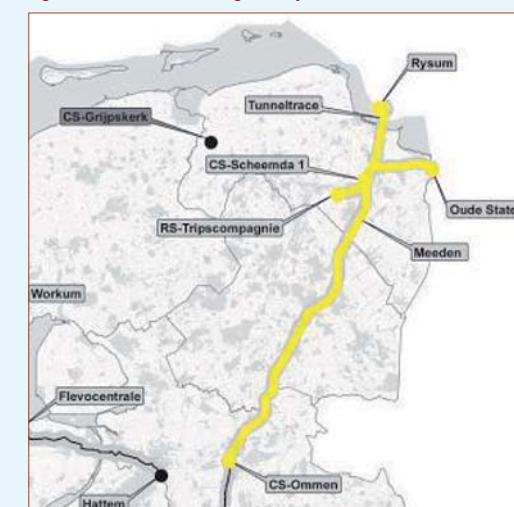 Rysum
Tunneltrace
CS-Grijpskerk
CS-Scheemda 1
Oude State
RS-Tripscompagnie
Meeden
Workum
Flevocentrale
CS-Ommen
Hattem